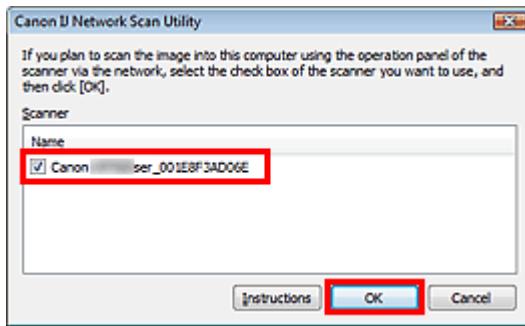 Canon IJ Network Scan Utility
If you plan to scan the image into this computer using the operation panel of the
scanner via the network, select the check box of the scanner you want to use, and
then click [OK].
Scanner
Name
Canon ser_001E8F3AD06E
Instructions OK Cancel